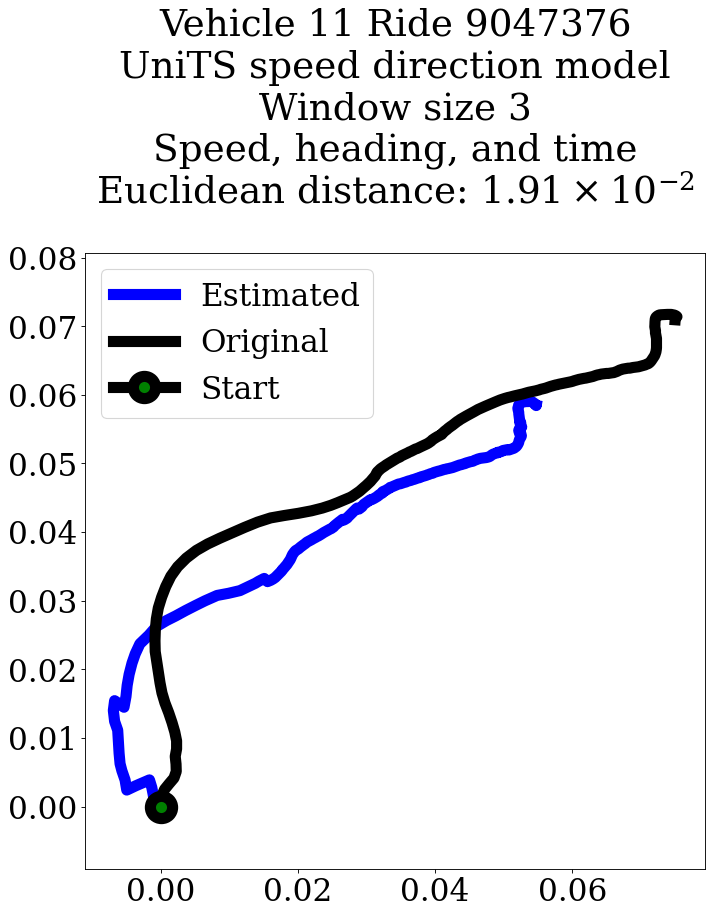 Vehicle 11 Ride 9047376
UniTS speed direction model
Window size 3
Speed, heading, and time
Euclidean distance: 1.91 × 10⁻²
0.08
0.07
0.06
0.05
0.04
0.03
0.02
0.01
0.00
Estimated
Original
Start
0.00 0.02 0.04 0.06